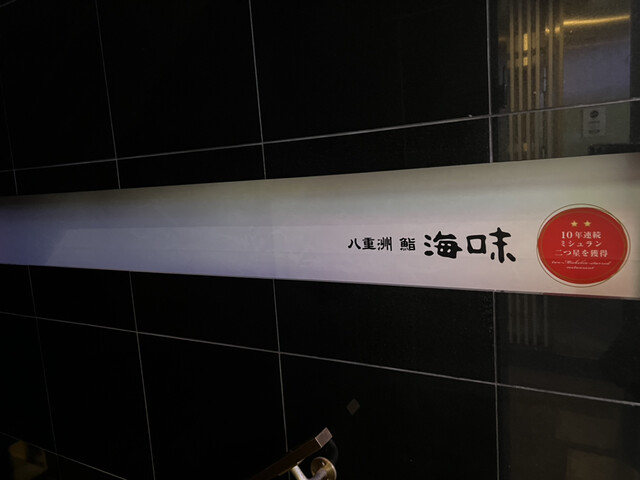 八重洲 鮨 海味
★★
10年連続
ミシュラン
二つ星を獲得